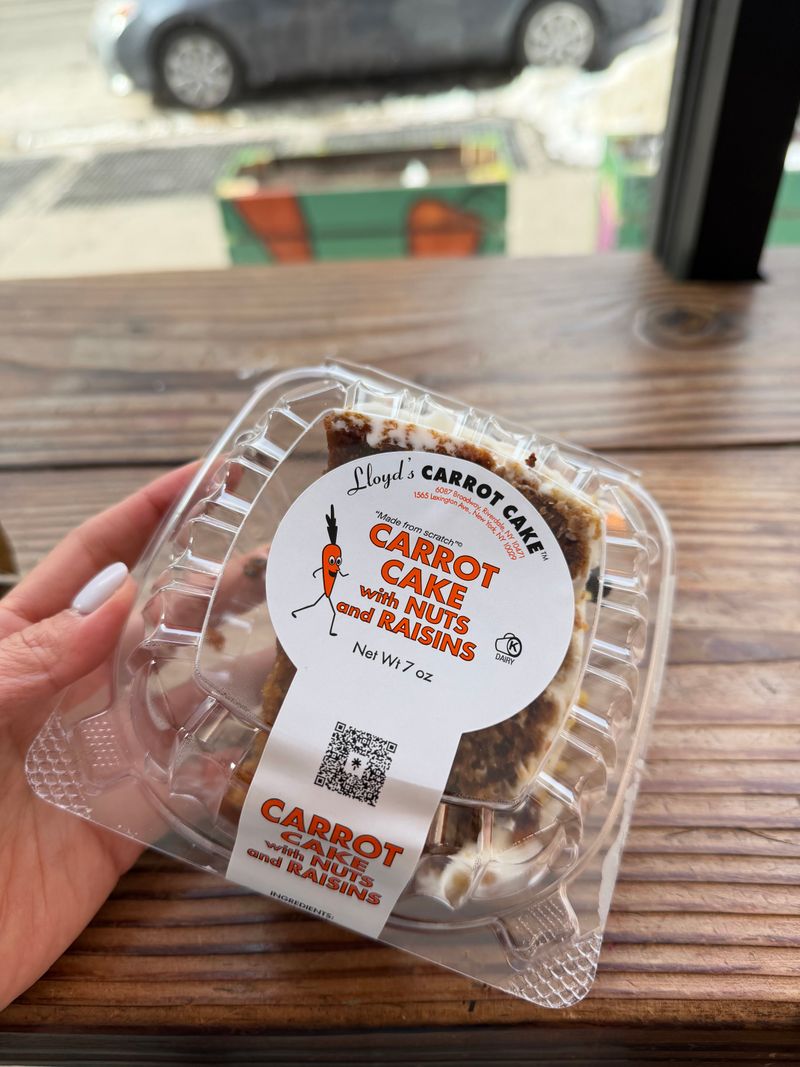 Lloyd's CARROT CAKE™
6087 Broadway, Riverdale, NY 10471
1565 Lexington Ave., New York, NY 10029
"Made from scratch"©
CARROT
CAKE
with NUTS
and RAISINS
K
DAIRY
Net Wt 7 oz
CARROT
CAKE
with NUTS
and RAISINS
INGREDIENTS: